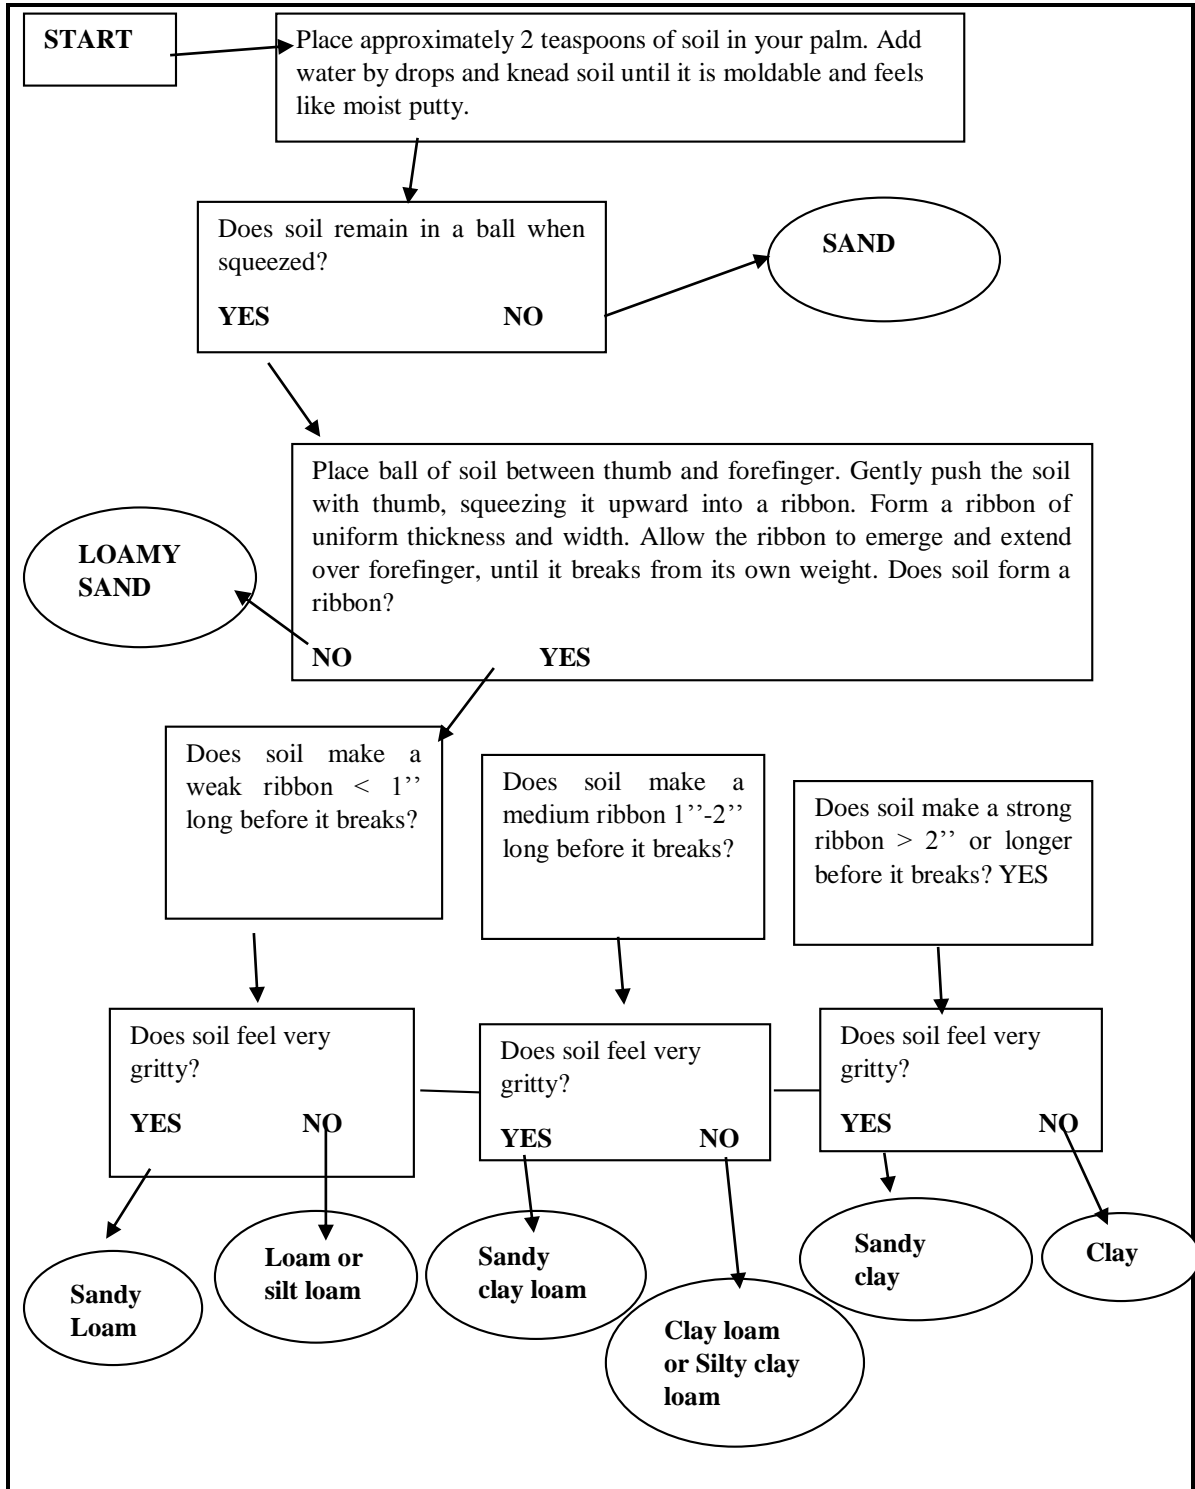 START
Place approximately 2 teaspoons of soil in your palm. Add
water by drops and knead soil until it is moldable and feels
like moist putty.
Does soil remain in a ball when
squeezed?
YES NO
SAND
Place ball of soil between thumb and forefinger. Gently push the soil
with thumb, squeezing it upward into a ribbon. Form a ribbon of
uniform thickness and width. Allow the ribbon to emerge and extend
over forefinger, until it breaks from its own weight. Does soil form a
ribbon?
NO YES
LOAMY
SAND
Does soil make a
weak ribbon < 1’’
long before it breaks?
Does soil make a
medium ribbon 1’’-2’’
long before it breaks?
Does soil make a strong
ribbon > 2’’ or longer
before it breaks? YES
Does soil feel very
gritty?
YES NO
Does soil feel very
gritty?
YES NO
Does soil feel very
gritty?
YES NO
Sandy
Loam
Loam or
silt loam
Sandy
clay loam
Clay loam
or Silty clay
loam
Sandy
clay
Clay